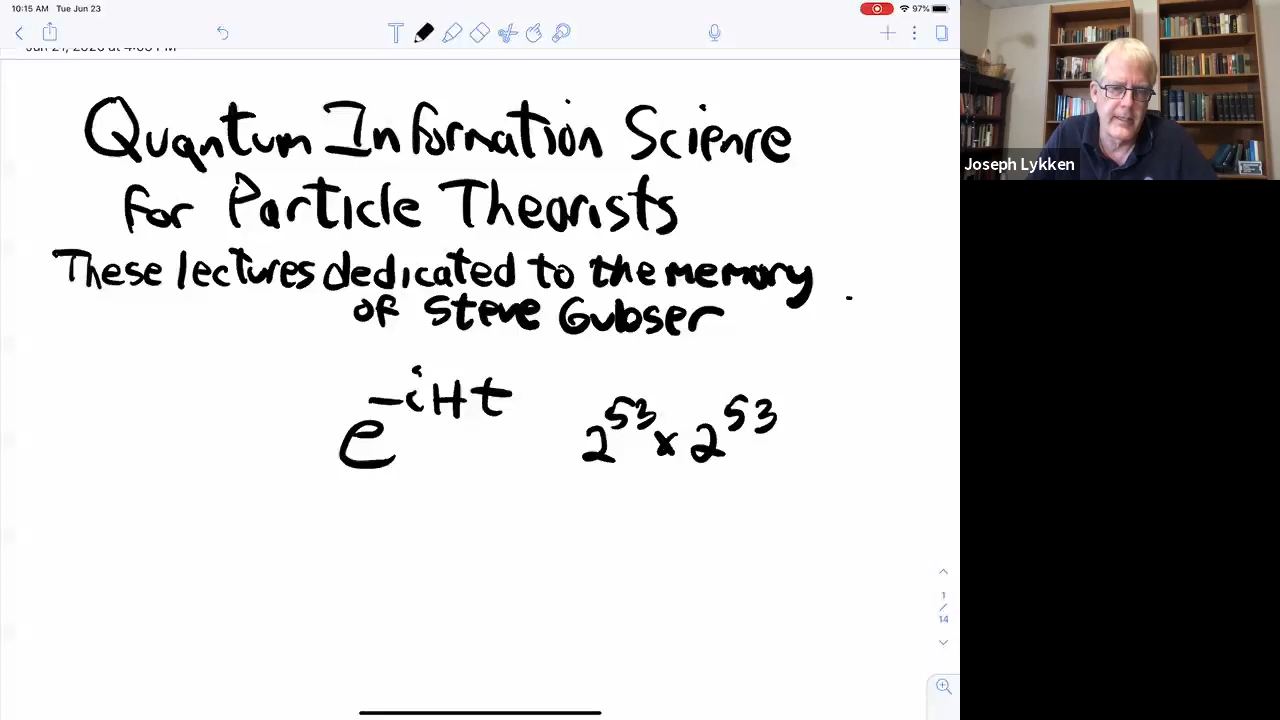 10:15 AM Tue Jun 23
97%
Quantum Information Science
for Particle Theorists
These lectures dedicated to the memory
of Steve Gubser
e^{-iHt} 2^{53} x 2^{53}
Joseph Lykken
1
/
14